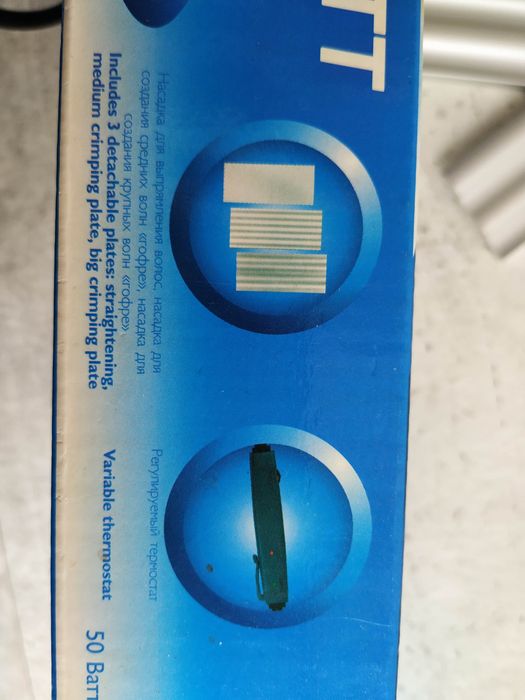 TT
Насадка для выпрямления волос, насадка для
создания средних волн «гофре», насадка для
создания крупных волн «гофре».
Includes 3 detachable plates: straightening,
medium crimping plate, big crimping plate
Регулируемый термостат
Variable thermostat
50 Ватт